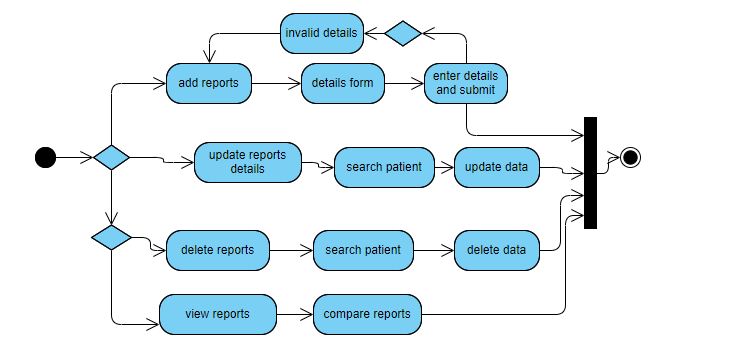 invalid details
add reports
details form
enter details
and submit
update reports
details
search patient
update data
delete reports
search patient
delete data
view reports
compare reports